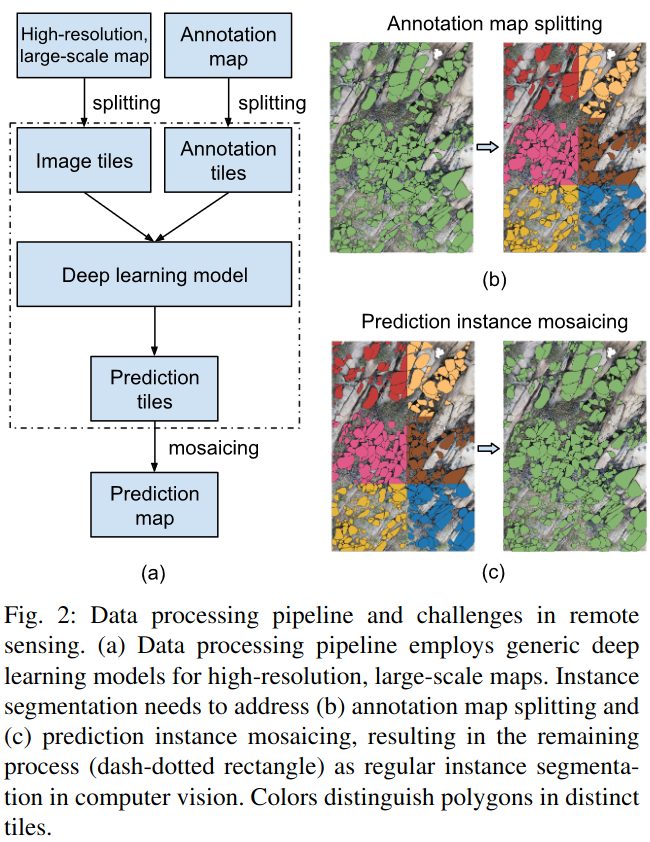 High-resolution,
large-scale map
Annotation
map
splitting
splitting
Image tiles
Annotation
tiles
Deep learning model
Prediction
tiles
mosaicing
Prediction
map
(a)
Annotation map splitting
(b)
Prediction instance mosaicing
(c)
Fig. 2: Data processing pipeline and challenges in remote
sensing. (a) Data processing pipeline employs generic deep
learning models for high-resolution, large-scale maps. Instance
segmentation needs to address (b) annotation map splitting and
(c) prediction instance mosaicing, resulting in the remaining
process (dash-dotted rectangle) as regular instance segmenta-
tion in computer vision. Colors distinguish polygons in distinct
tiles.